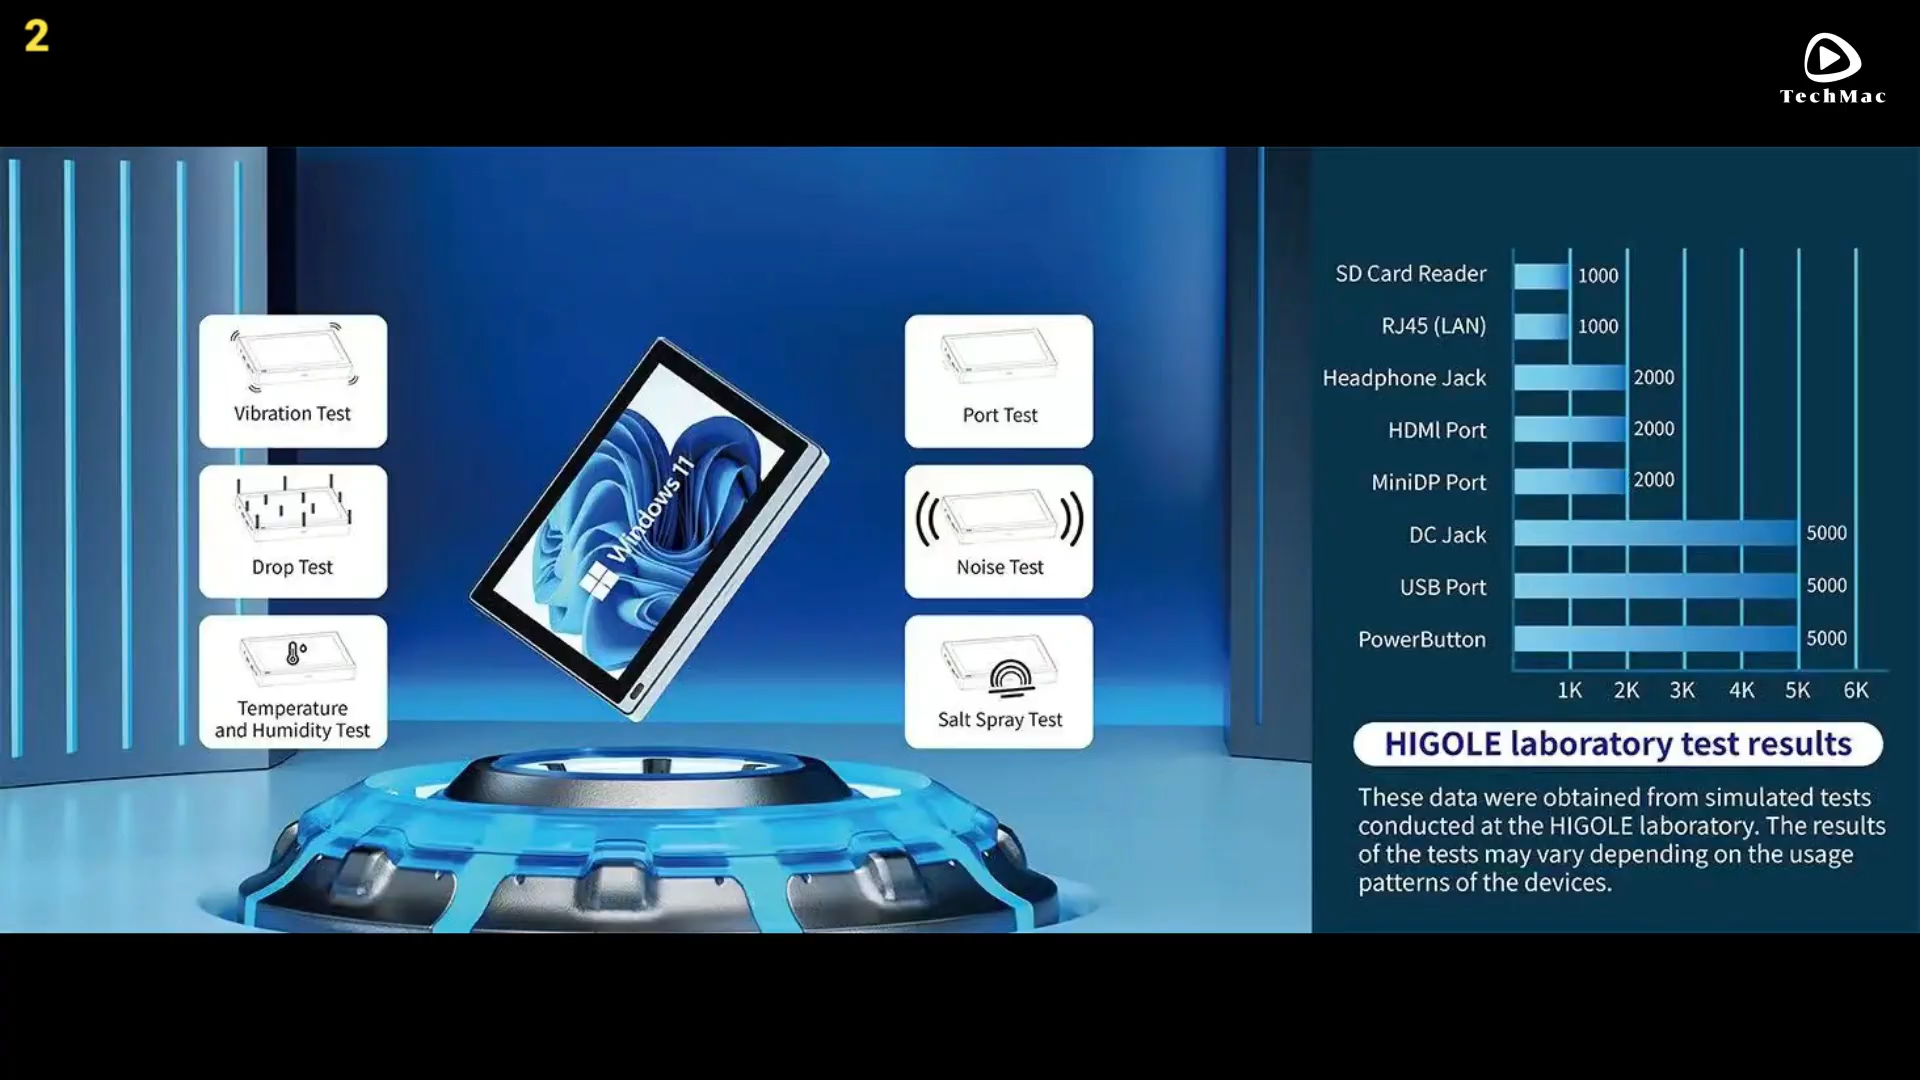 2
TechMac
Vibration Test
Drop Test
Temperature
and Humidity Test
Windows 11
Port Test
Noise Test
Salt Spray Test
SD Card Reader 1000
RJ45 (LAN) 1000
Headphone Jack 2000
HDMl Port 2000
MiniDP Port 2000
DC Jack 5000
USB Port 5000
PowerButton 5000
1K 2K 3K 4K 5K 6K
HIGOLE laboratory test results
These data were obtained from simulated tests
conducted at the HIGOLE laboratory. The results
of the tests may vary depending on the usage
patterns of the devices.